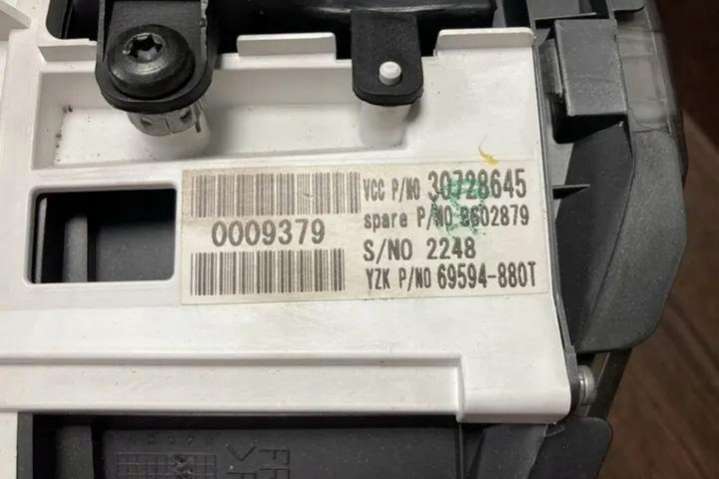 0009379
VCC P/NO 30728645
spare P/NO 8602879
S/NO 2248
YZK P/NO 69594-880T